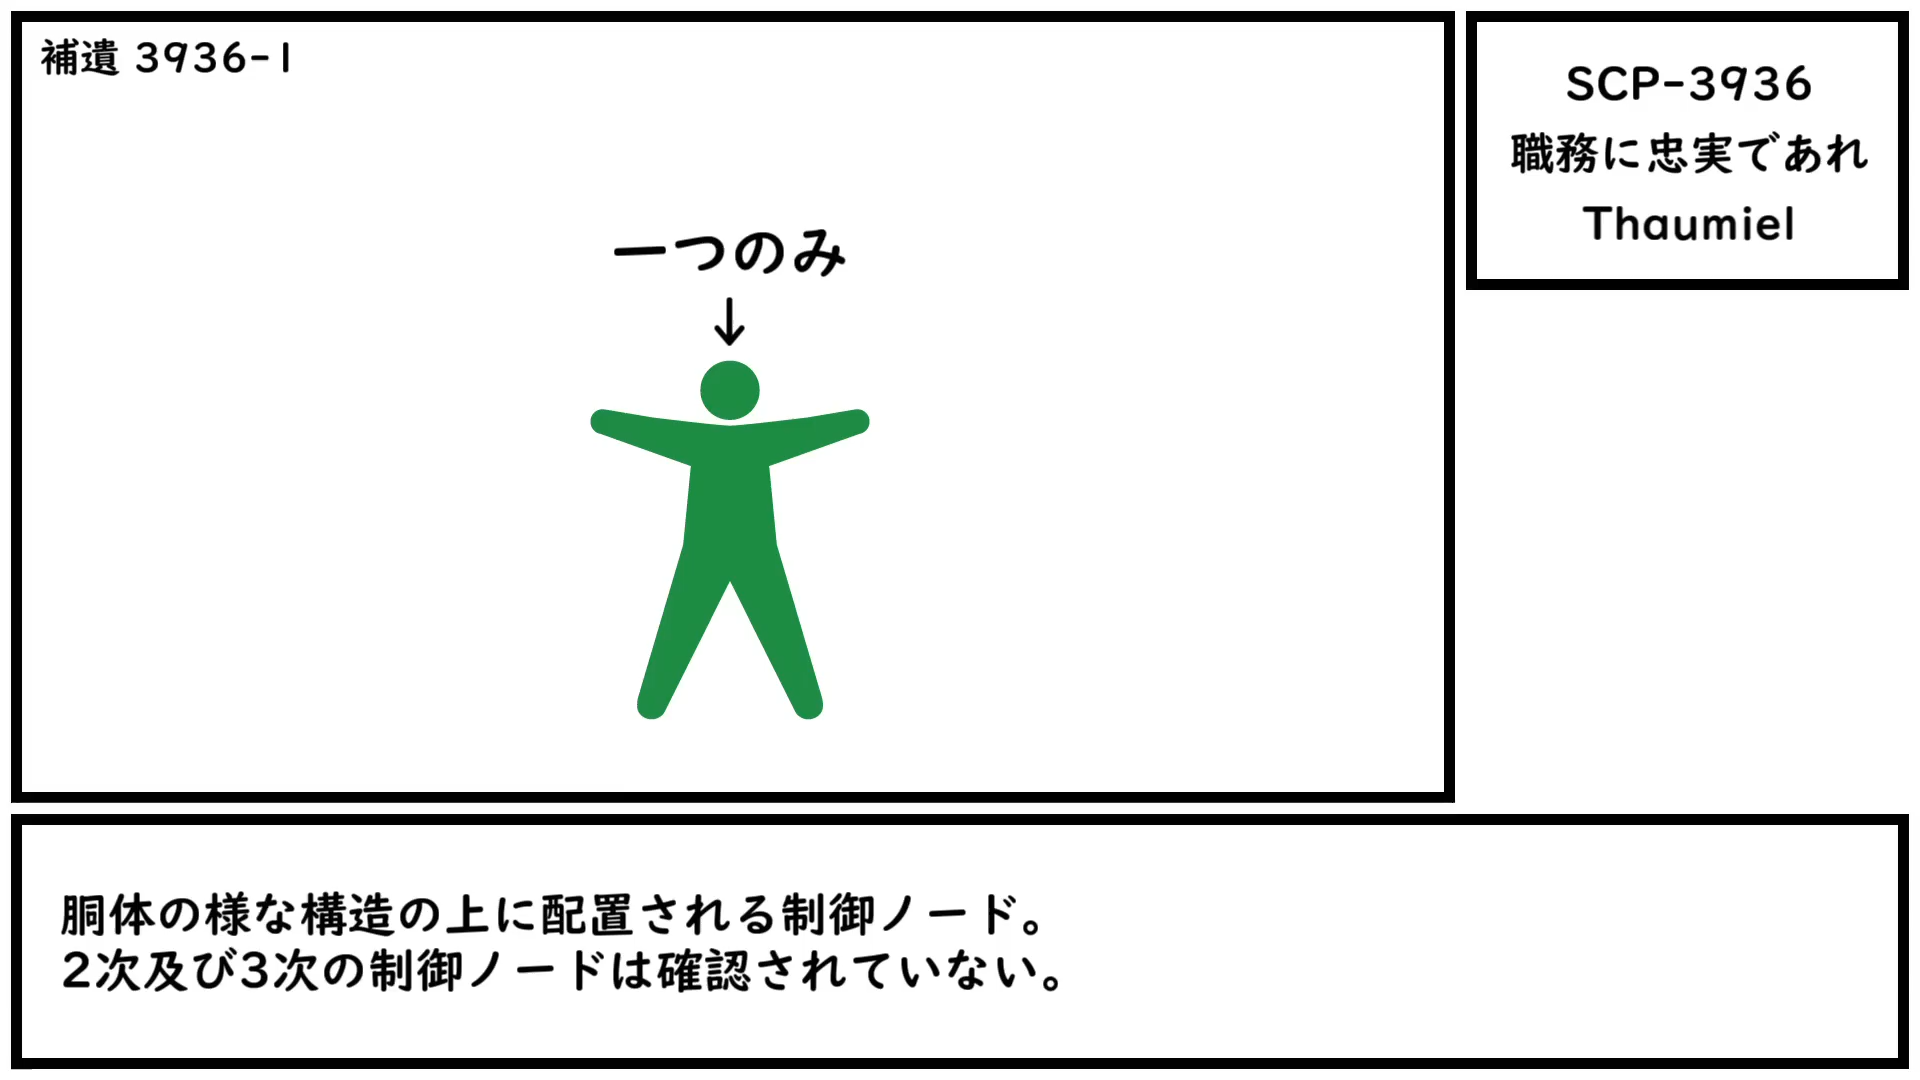 補遺 3936-1
SCP-3936
職務に忠実であれ
Thaumiel
一つのみ
↓
胴体の様な構造の上に配置される制御ノード。
2次及び3次の制御ノードは確認されていない。